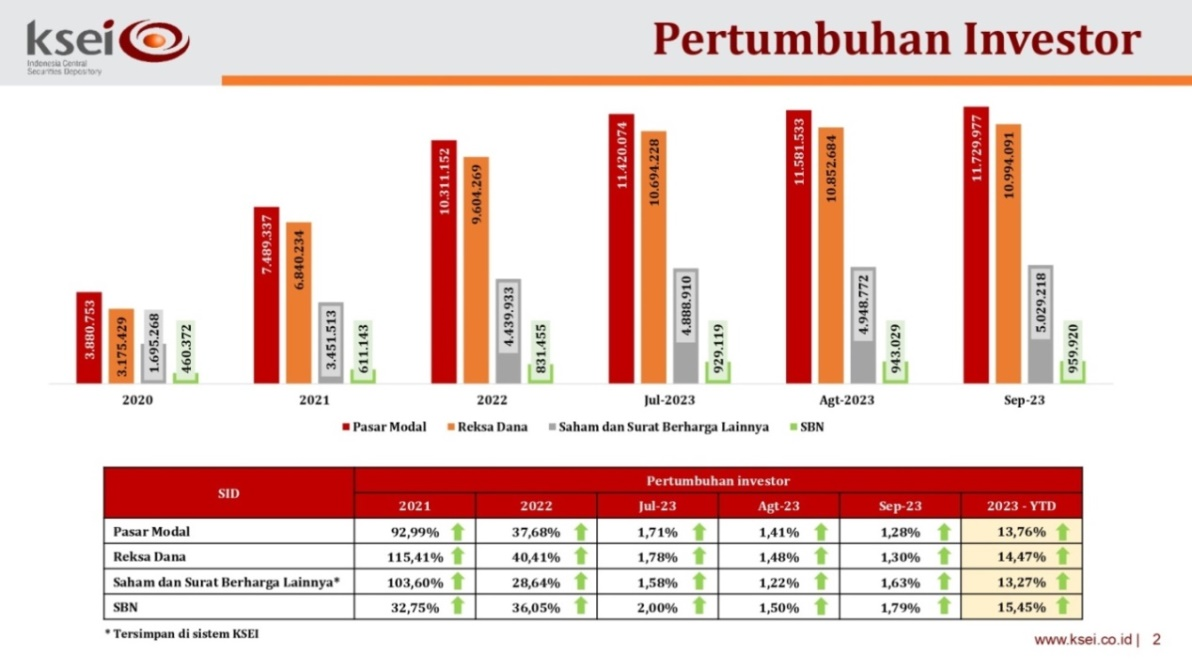 ksei
Indonesia Central
Securities Depository
Pertumbuhan Investor
3.880.753
3.175.429
1.695.268
460.372
7.489.337
6.840.234
3.451.513
611.143
10.311.152
9.604.269
4.439.933
831.455
11.420.074
10.694.228
4.888.910
929.119
11.581.533
10.852.684
4.948.772
943.029
11.729.977
10.994.091
5.029.218
959.920
2020 2021 2022 Jul-2023 Agt-2023 Sep-23
Pasar Modal Reksa Dana Saham dan Surat Berharga Lainnya SBN
SID
Pertumbuhan investor
2021 2022 Jul-23 Agt-23 Sep-23 2023 - YTD
Pasar Modal 92,99% 37,68% 1,71% 1,41% 1,28% 13,76%
Reksa Dana 115,41% 40,41% 1,78% 1,48% 1,30% 14,47%
Saham dan Surat Berharga Lainnya* 103,60% 28,64% 1,58% 1,22% 1,63% 13,27%
SBN 32,75% 36,05% 2,00% 1,50% 1,79% 15,45%
* Tersimpan di sistem KSEI
www.ksei.co.id | 2